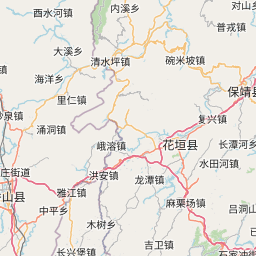 内溪乡
对山乡
西水河镇
普戎镇
大溪乡
清水坪镇
碗米坡镇
海洋乡
保靖县
里仁镇
复兴镇
涌洞镇
花垣县
长潭河乡
峨溶镇
水田河镇
洪安镇
龙潭镇
庄街道
雅江镇
麻栗场镇
中平乡
吕洞山
木树乡
吉卫镇
长兴堡镇